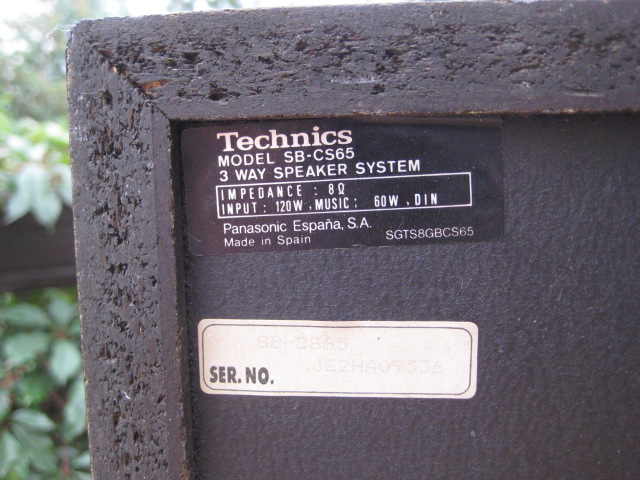 Technics
MODEL SB-CS65
3 WAY SPEAKER SYSTEM
IMPEDANCE : 8Ω
INPUT : 120W . MUSIC : 60W . DIN
Panasonic España, S.A.
Made in Spain SGTS8GBCS65
SER. NO.